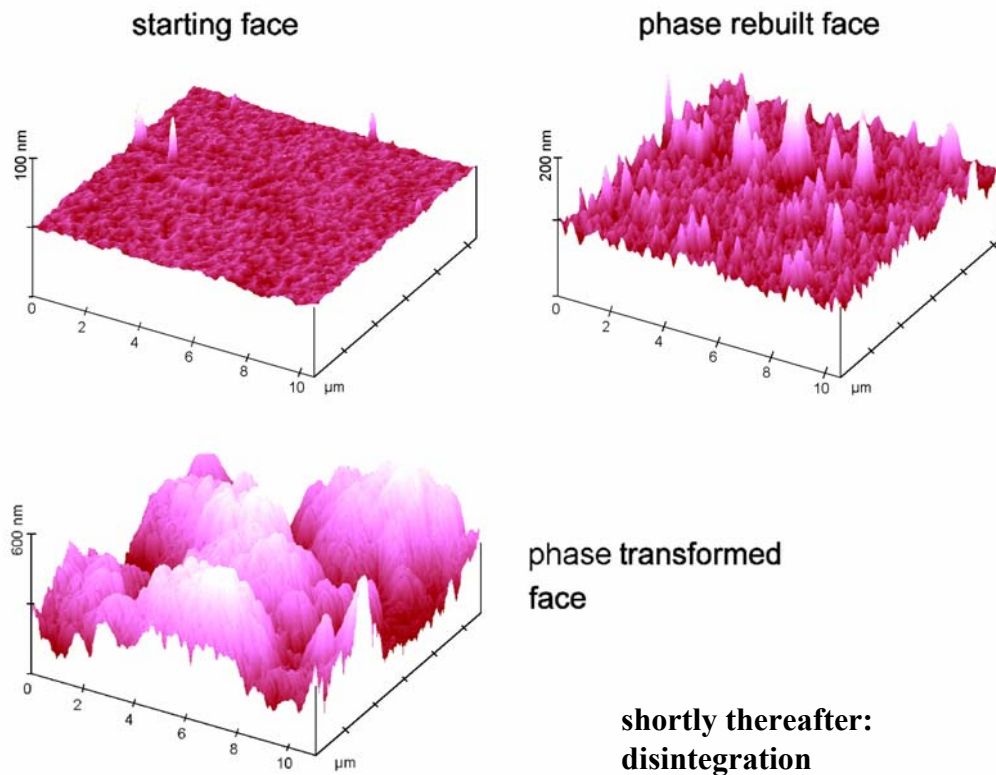 starting face
phase rebuilt face
100 nm
0
2
4
6
8
10
µm
200 nm
0
2
4
6
8
10
µm
600 nm
0
2
4
6
8
10
µm
phase transformed
face
shortly thereafter:
disintegration